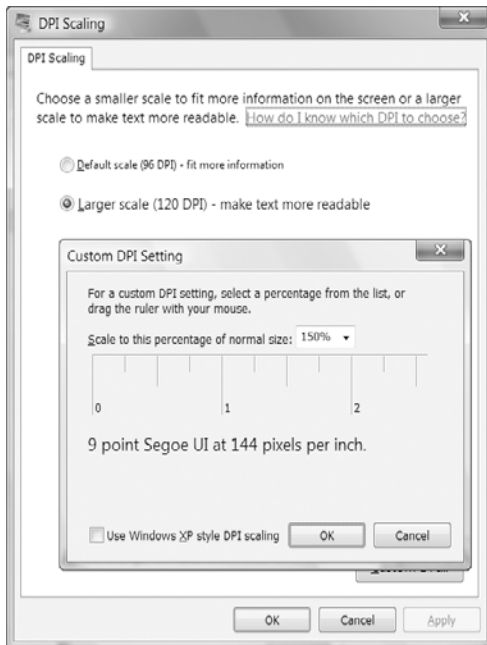 DPI Scaling
DPI Scaling
Choose a smaller scale to fit more information on the screen or a larger
scale to make text more readable. How do I know which DPI to choose?
Default scale (96 DPI) - fit more information
Larger scale (120 DPI) - make text more readable
Custom DPI Setting
For a custom DPI setting, select a percentage from the list, or
drag the ruler with your mouse.
Scale to this percentage of normal size: 150%
0 1 2
9 point Segoe UI at 144 pixels per inch.
Use Windows XP style DPI scaling OK Cancel
OK Cancel Apply